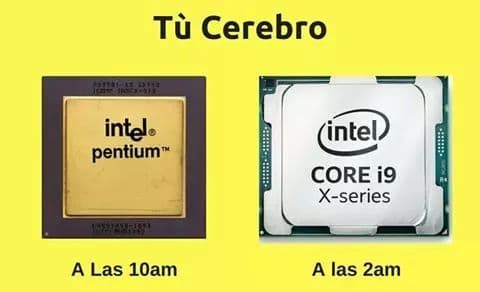 Tù Cerebro
intel®
pentium™
intel®
CORE i9
X-series
A Las 10am
A las 2am